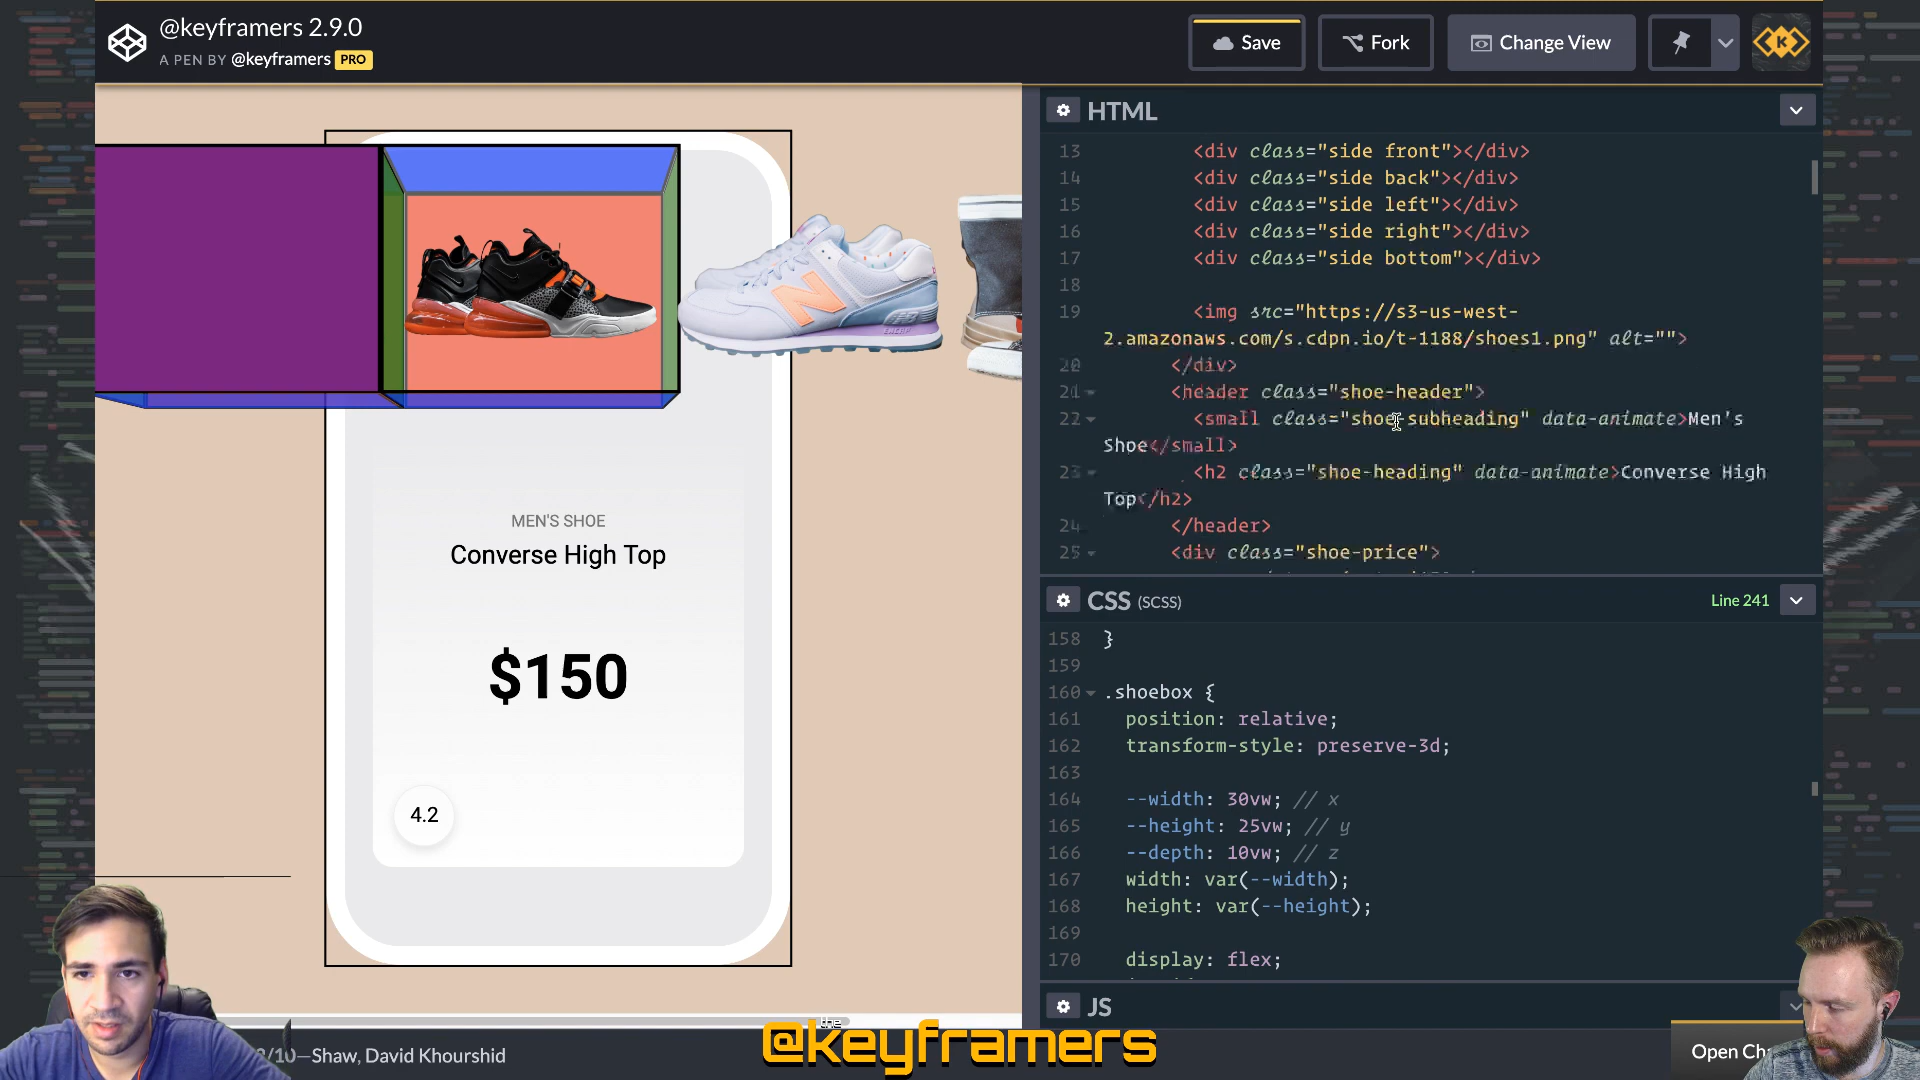 @keyframers 2.9.0
A PEN BY @keyframers PRO
Save
Fork
Change View
K
HTML
13 <div class="side front"></div>
14 <div class="side back"></div>
15 <div class="side left"></div>
16 <div class="side right"></div>
17 <div class="side bottom"></div>
18
19 <img src="https://s3-us-west-
2.amazonaws.com/s.cdpn.io/t-1188/shoes1.png" alt="">
20 </div>
21 <header class="shoe-header">
22 <small class="shoe-subheading" data-animate>Men's
Shoe</small>
23 <h2 class="shoe-heading" data-animate>Converse High
Top</h2>
24 </header>
25 <div class="shoe-price">
N
MEN'S SHOE
Converse High Top
$150
4.2
CSS (SCSS)
Line 241
158 }
159
160 .shoebox {
161 position: relative;
162 transform-style: preserve-3d;
163
164 --width: 30vw; // x
165 --height: 25vw; // y
166 --depth: 10vw; // z
167 width: var(--width);
168 height: var(--height);
169
170 display: flex;
JS
the
@keyframers
/10—Shaw, David Khourshid
Open